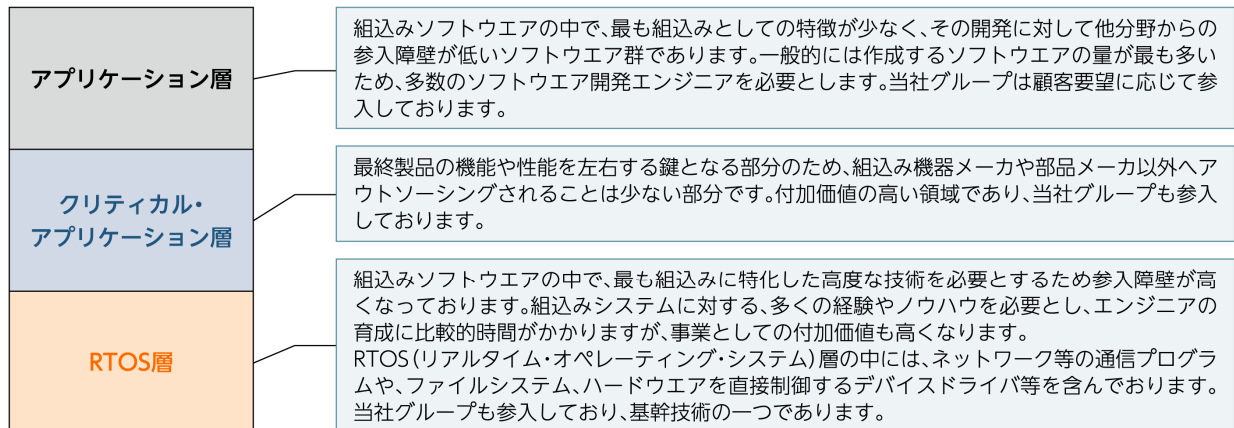 アプリケーション層
組込みソフトウエアの中で、最も組込みとしての特徴が少なく、その開発に対して他分野からの
参入障壁が低いソフトウエア群であります。一般的には作成するソフトウエアの量が最も多い
ため、多数のソフトウエア開発エンジニアを必要とします。当社グループは顧客要望に応じて参
入しております。
クリティカル・
アプリケーション層
最終製品の機能や性能を左右する鍵となる部分のため、組込み機器メーカや部品メーカ以外へア
ウトソーシングされることは少ない部分です。付加価値の高い領域であり、当社グループも参入
しております。
RTOS層
組込みソフトウエアの中で、最も組込みに特化した高度な技術を必要とするため参入障壁が高
くなっております。組込みシステムに対する、多くの経験やノウハウを必要とし、エンジニアの
育成に比較的時間がかかりますが、事業としての付加価値も高くなります。
RTOS(リアルタイム・オペレーティング・システム)層の中には、ネットワーク等の通信プログラ
ムや、ファイルシステム、ハードウエアを直接制御するデバイスドライバ等を含んでおります。
当社グループも参入しており、基幹技術の一つであります。